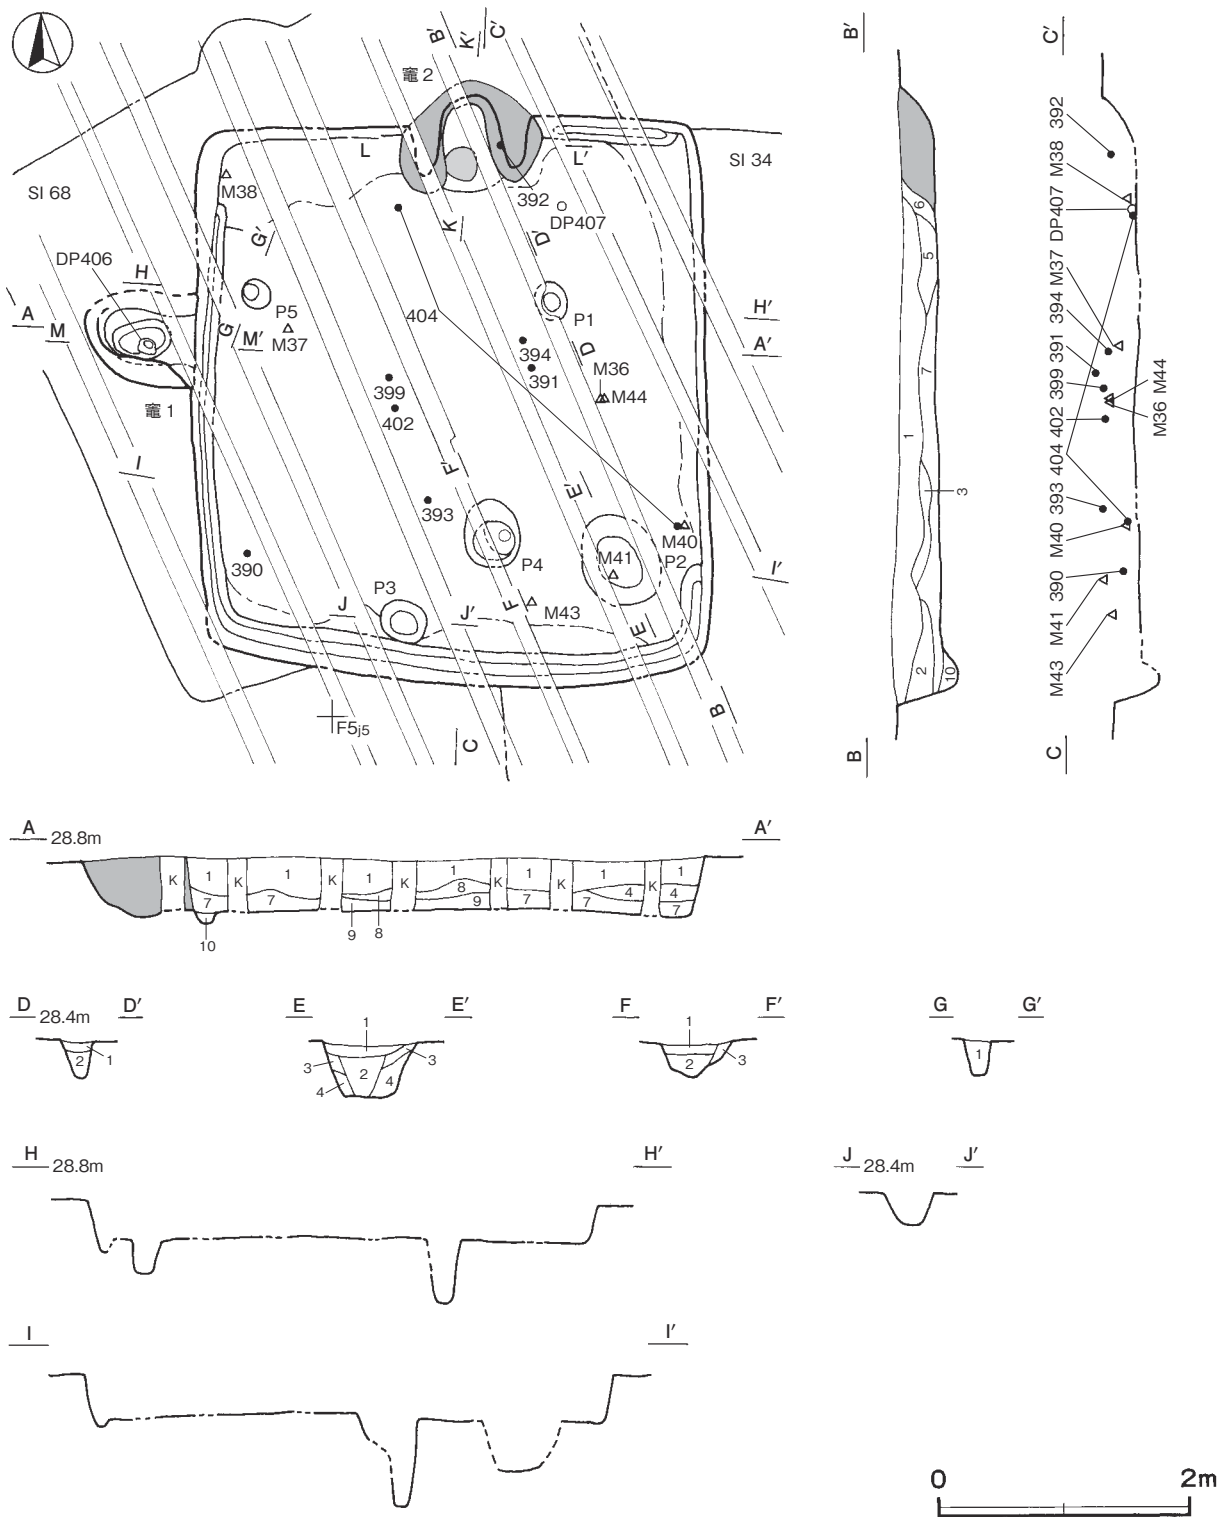 B′
K′
C′
竈 2
L
L′
SI 34
SI 68
M38
392
DP407
K
D′
G′
DP406
H
A
M
P5
G
M′
M37
404
P1
H′
A′
D
394
391
M36
M44
399
402
竈 1
I
F′
E′
393
390
P4
M41
M40
P2
I′
P3
J
J′
F
M43
E
B
C
F5j5
B′
6
5
7
1
3
2
10
B
C′
392
M38
DP407
M37
394
391
399
M44
M36
402
404
393
M40
390
M41
M43
C
A 28.8m A′
K 1 K 1 K 1 K 1 K 1 K 1 K 1
7 7 8 9 7 7 4 4 7
10 9 8
D 28.4m D′
1
2
E E′
1
3 3
2
4 4
F F′
1
2 3
G G′
1
H 28.8m H′
J 28.4m J′
I I′
0 2m